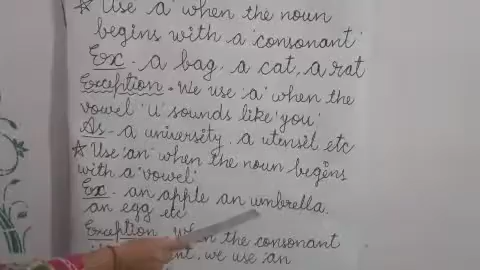 ☆ Use 'a' when the noun
begins with a 'consonant'
Ex - a bag, a cat, a rat
Exception - We use 'a' when the
vowel 'u' sounds like 'you'
As - a university, a utensil etc
☆ Use 'an' when the noun begins
with a 'vowel'
Ex - an apple an umbrella,
an egg etc
Exception - When the consonant
we use 'an